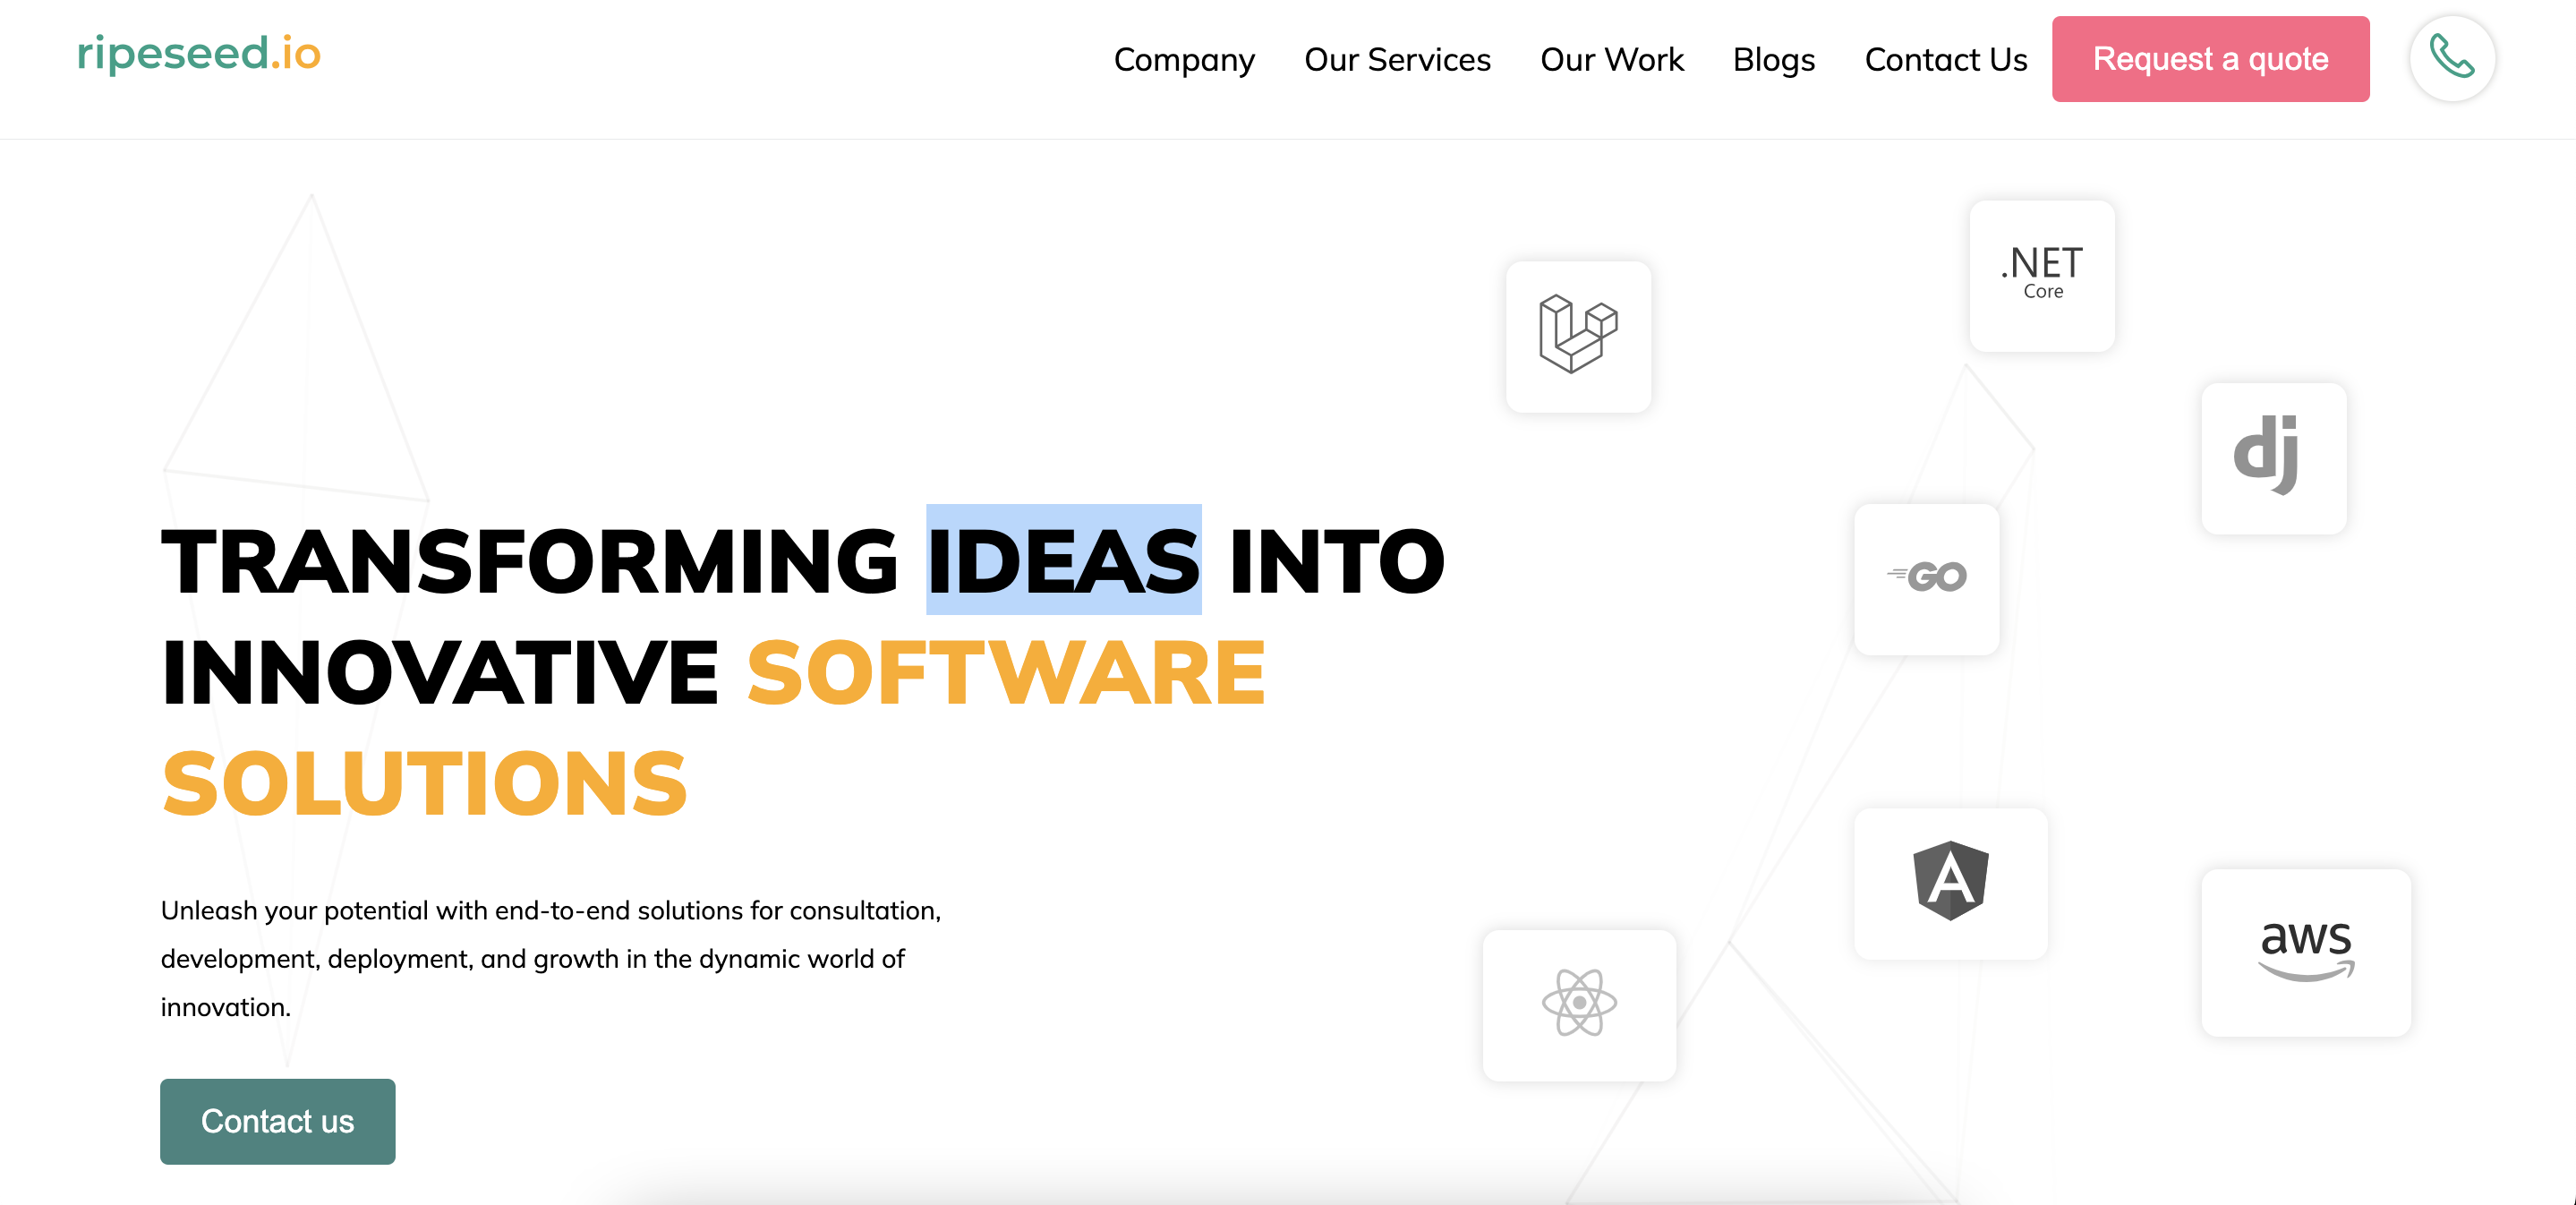 ripeseed.io
Company Our Services Our Work Blogs Contact Us Request a quote
.NET
Core
dj
GO
TRANSFORMING IDEAS INTO
INNOVATIVE SOFTWARE
SOLUTIONS
A
aws
Unleash your potential with end-to-end solutions for consultation,
development, deployment, and growth in the dynamic world of
innovation.
Contact us